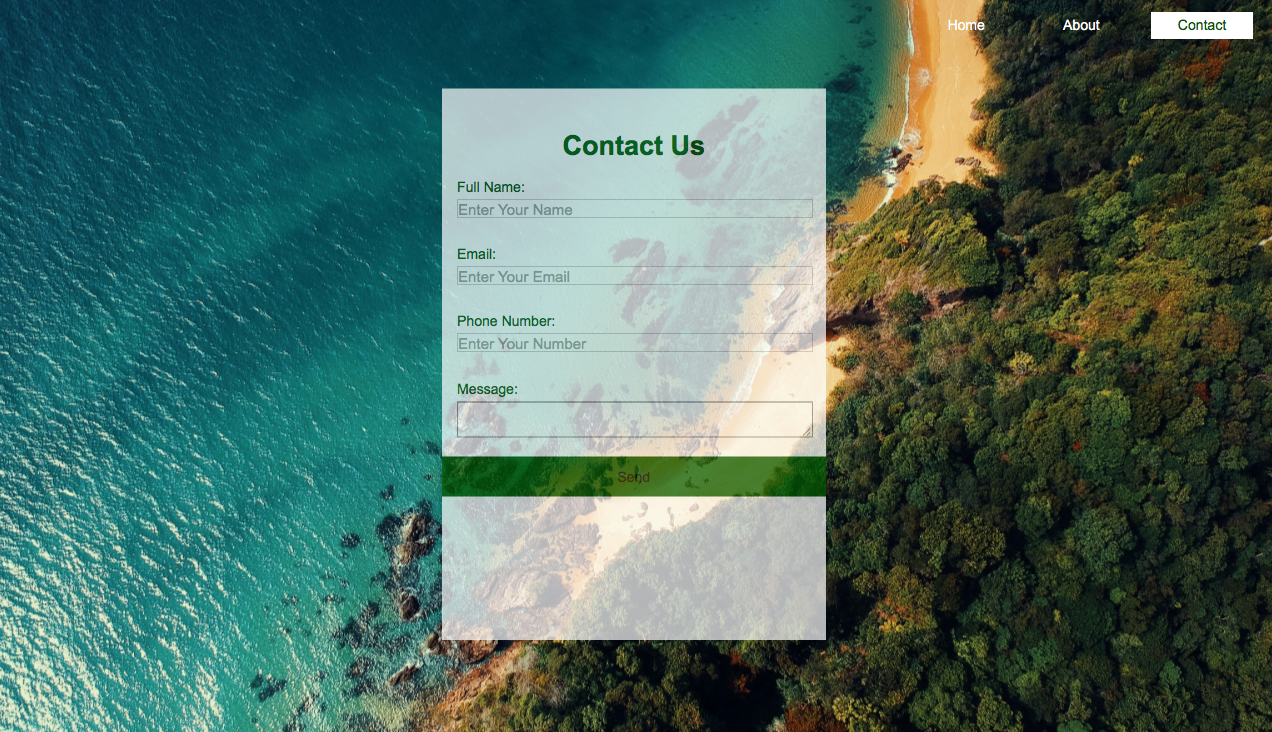 Home About Contact
Contact Us
Full Name:
Enter Your Name
Email:
Enter Your Email
Phone Number:
Enter Your Number
Message:
Send